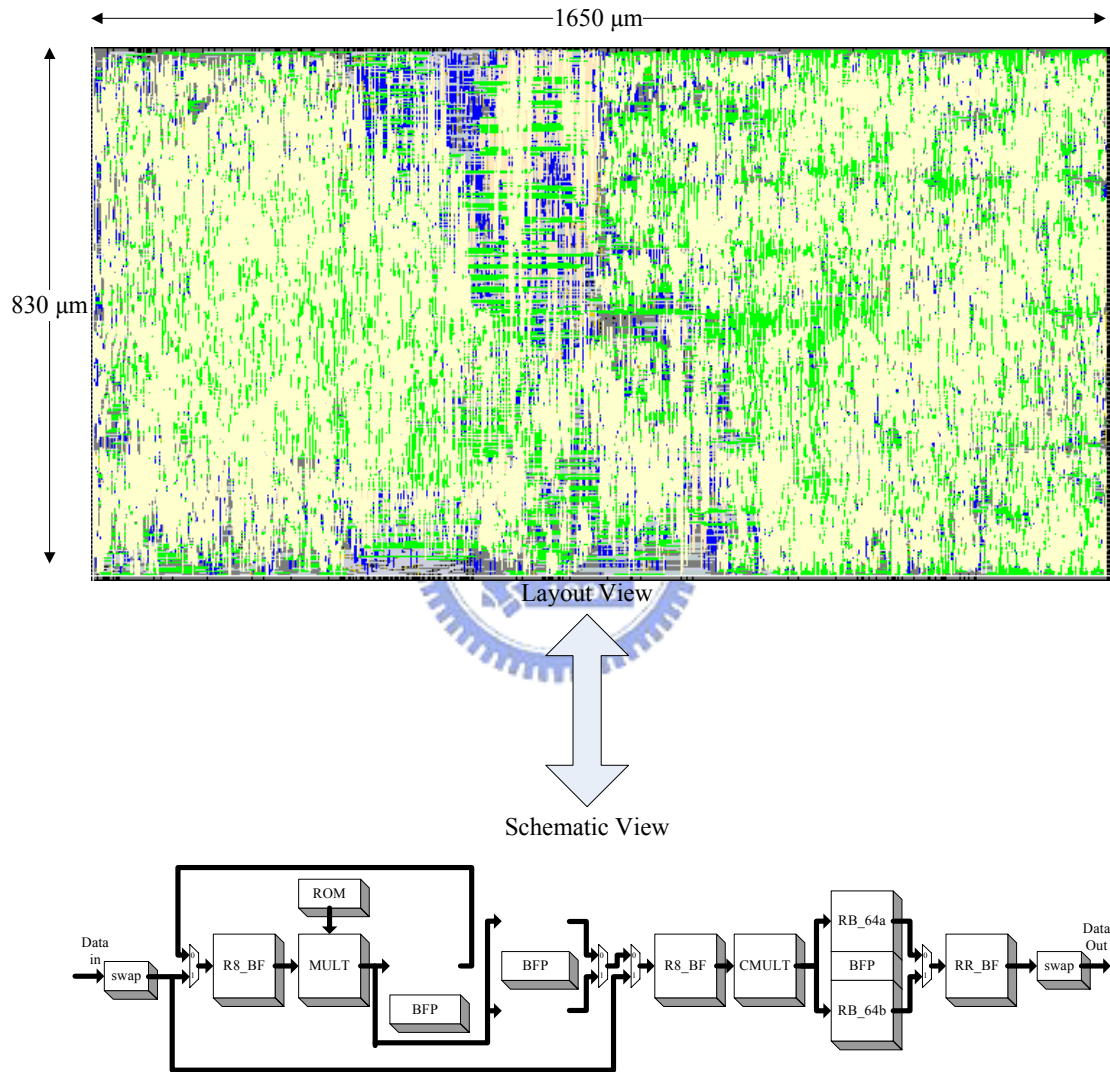 1650 μm
830 μm
Layout View
Schematic View
Data
in
swap
0
1
R8_BF
ROM
MULT
BFP
BFP
0
1
0
1
R8_BF
CMULT
RB_64a
BFP
RB_64b
0
1
RR_BF
swap
Data
Out